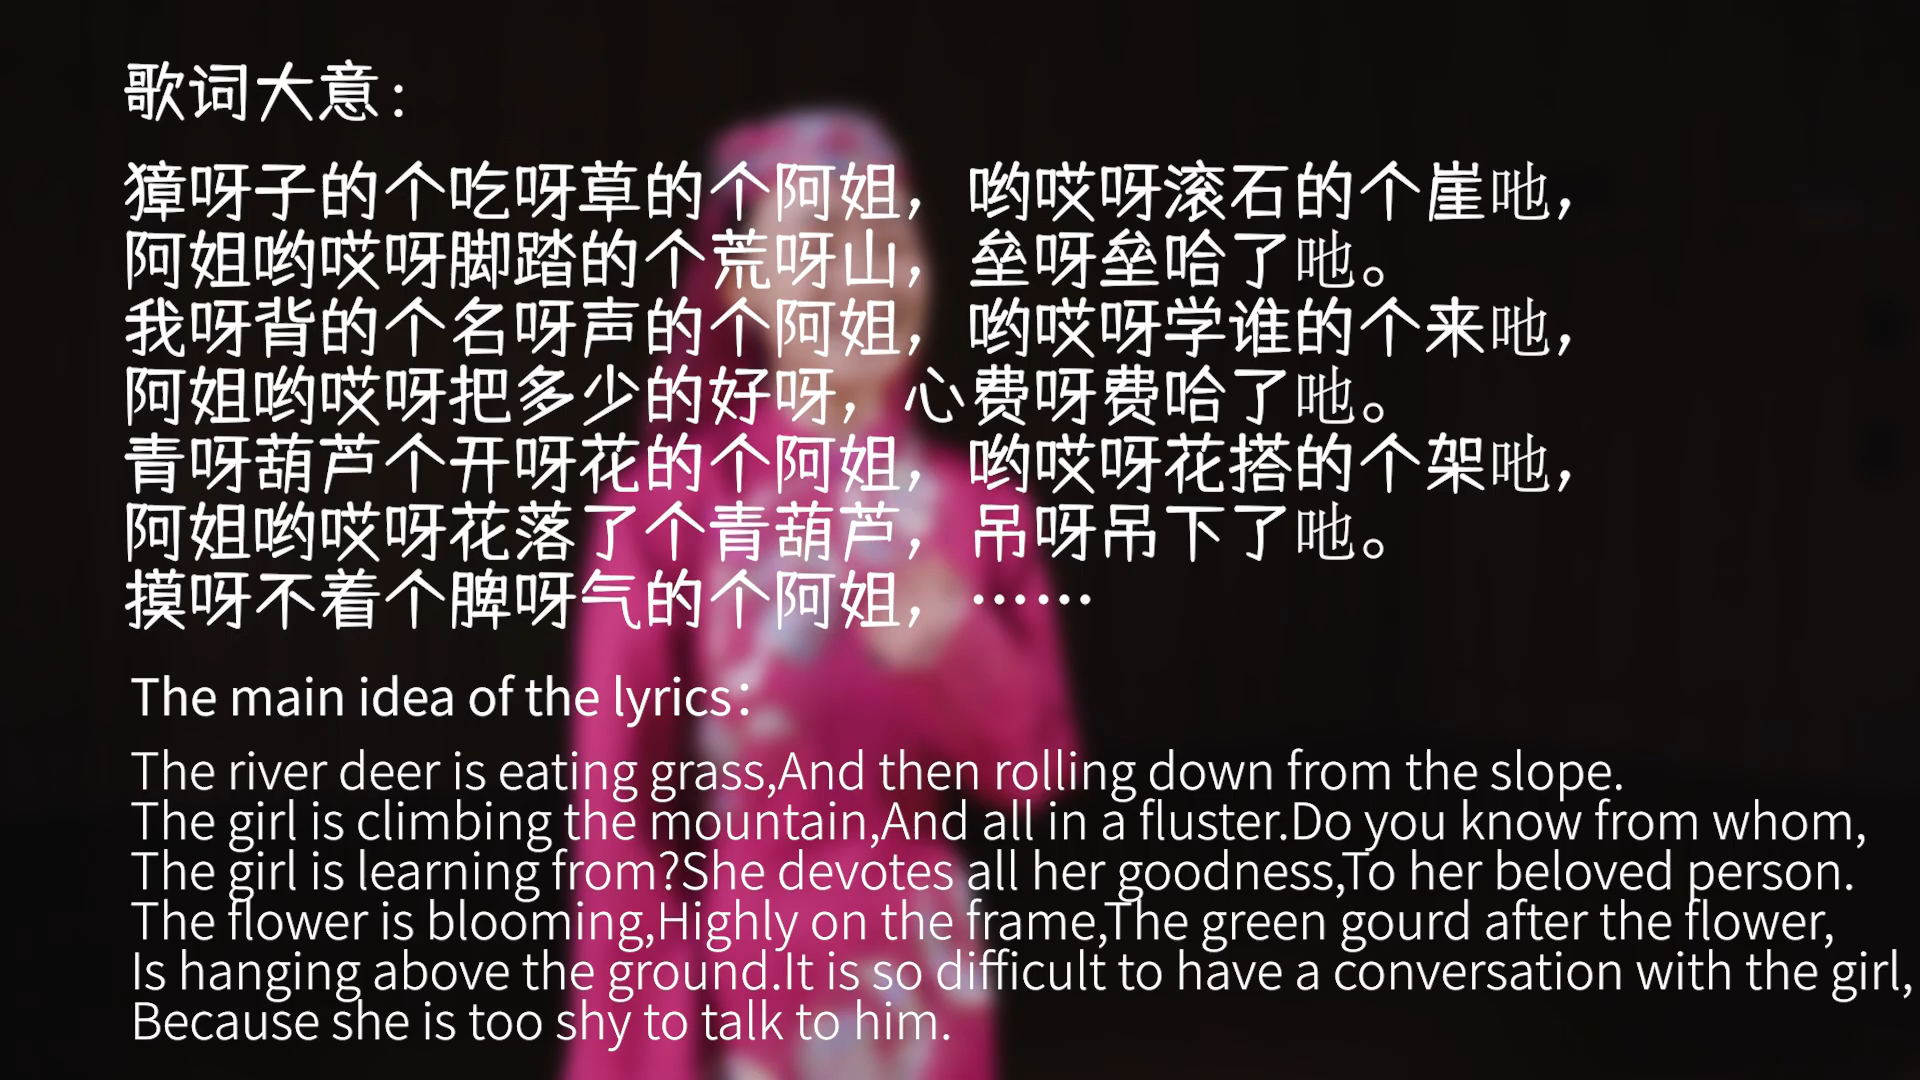 歌词大意：
獐呀子的个吃呀草的个阿姐，哟哎呀滚石的个崖吔，
阿姐哟哎呀脚踏的个荒呀山，垒呀垒哈了吔。
我呀背的个名呀声的个阿姐，哟哎呀学谁的个来吔，
阿姐哟哎呀把多少的好呀，心费呀费哈了吔。
青呀葫芦个开呀花的个阿姐，哟哎呀花搭的个架吔，
阿姐哟哎呀花落了个青葫芦，吊呀吊下了吔。
摸呀不着个脾呀气的个阿姐，……
The main idea of the lyrics：
The river deer is eating grass,And then rolling down from the slope.
The girl is climbing the mountain,And all in a fluster.Do you know from whom,
The girl is learning from?She devotes all her goodness,To her beloved person.
The flower is blooming,Highly on the frame,The green gourd after the flower,
Is hanging above the ground.It is so difficult to have a conversation with the girl,
Because she is too shy to talk to him.